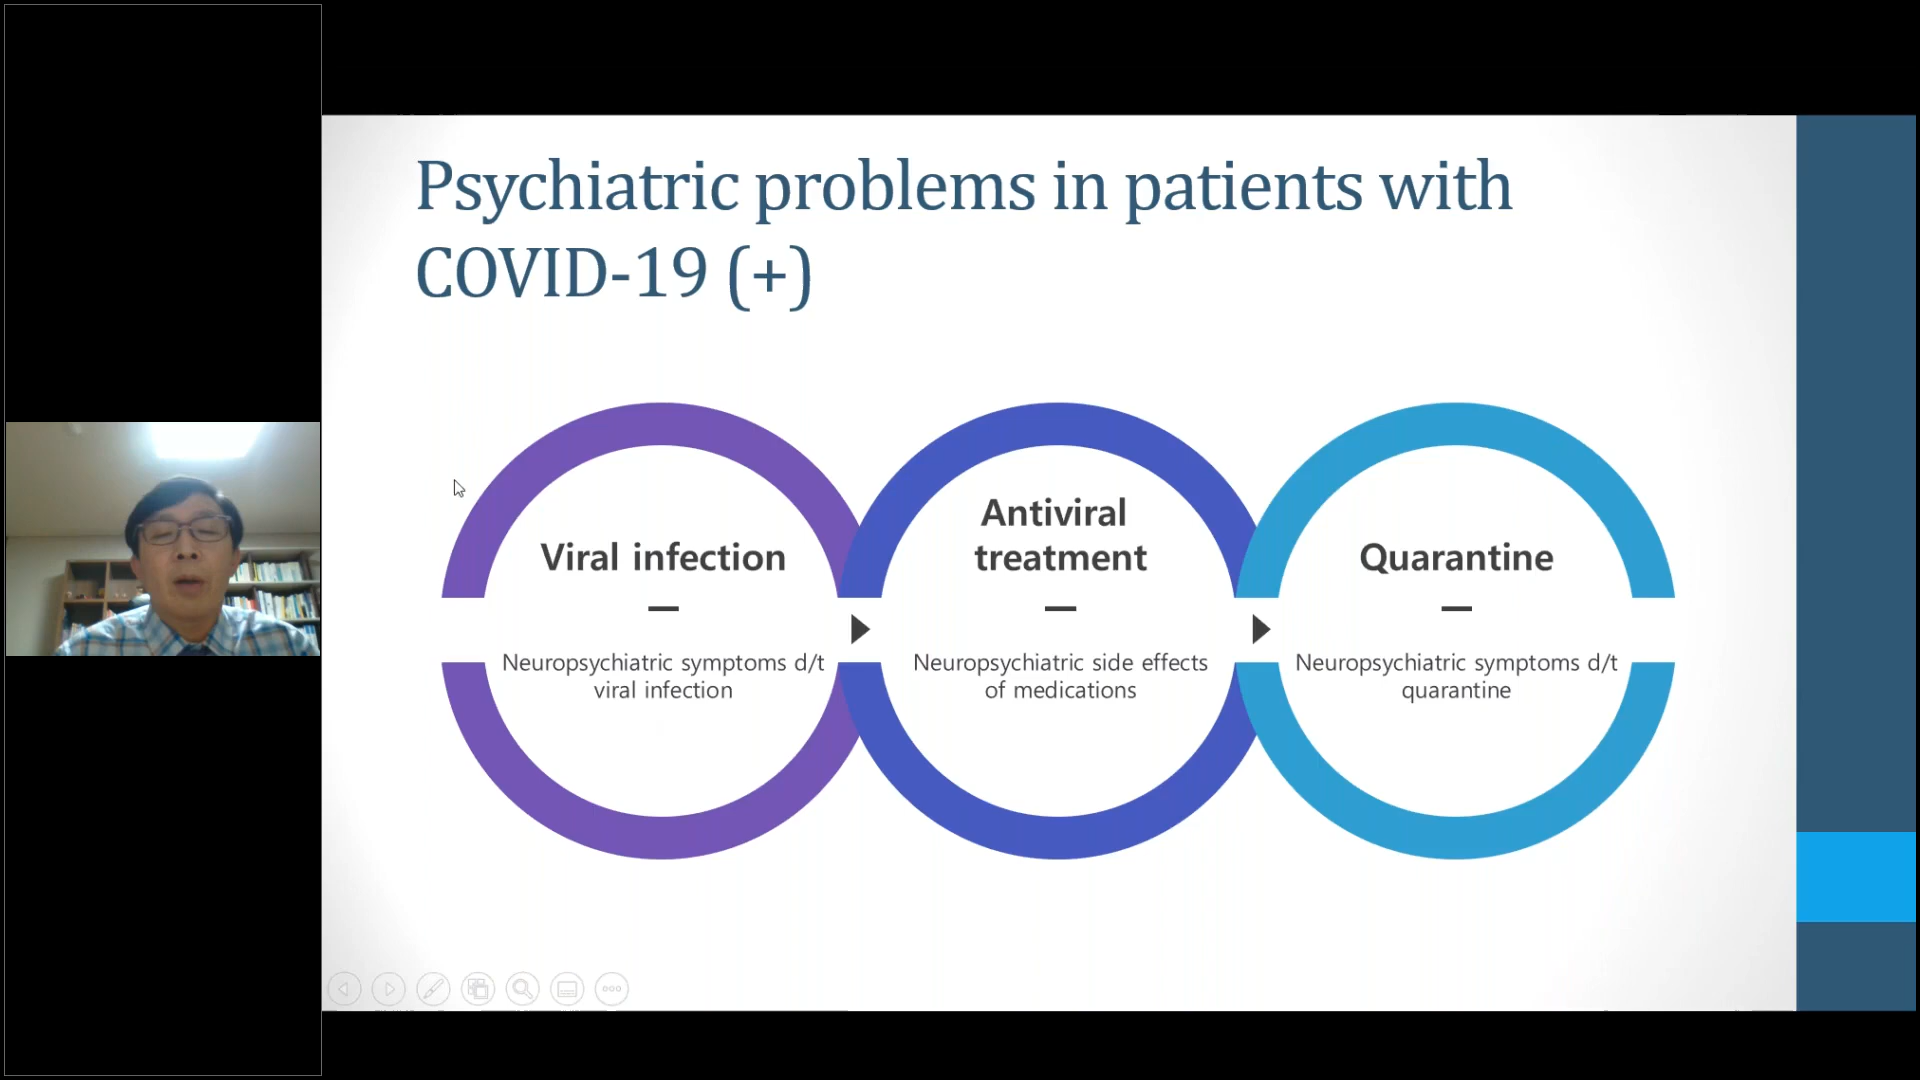 Psychiatric problems in patients with
COVID-19 (+)
Viral infection
Neuropsychiatric symptoms d/t
viral infection
Antiviral
treatment
Neuropsychiatric side effects
of medications
Quarantine
Neuropsychiatric symptoms d/t
quarantine